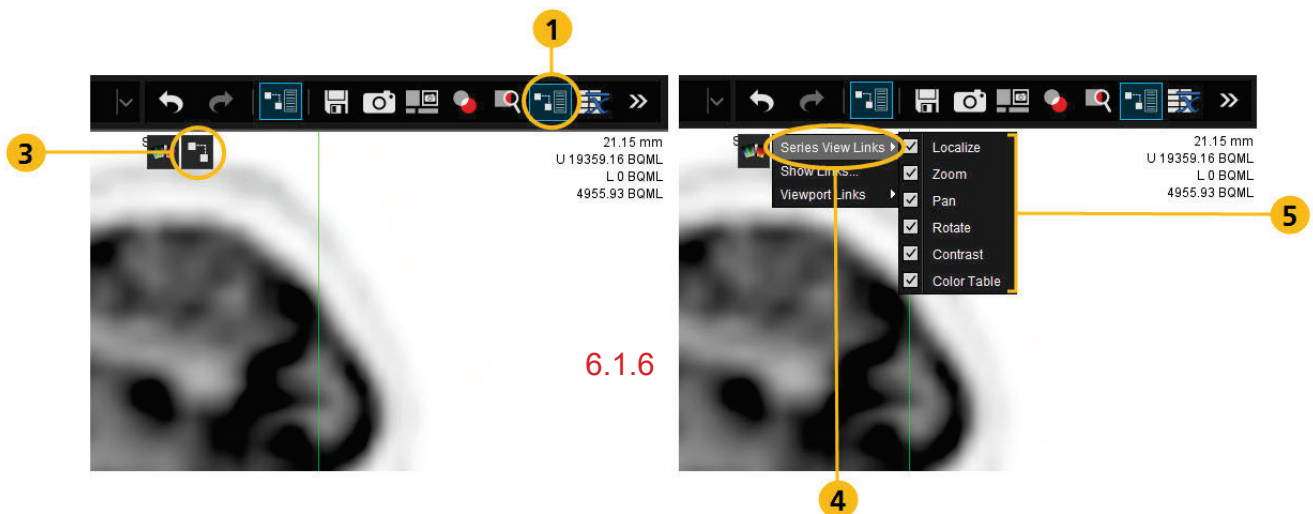 1
3
21.15 mm
U 19359.16 BQML
L 0 BQML
4955.93 BQML
6.1.6
Series View Links
Show Links...
Viewport Links
Localize
Zoom
Pan
Rotate
Contrast
Color Table
21.15 mm
U 19359.16 BQML
L 0 BQML
4955.93 BQML
5
4